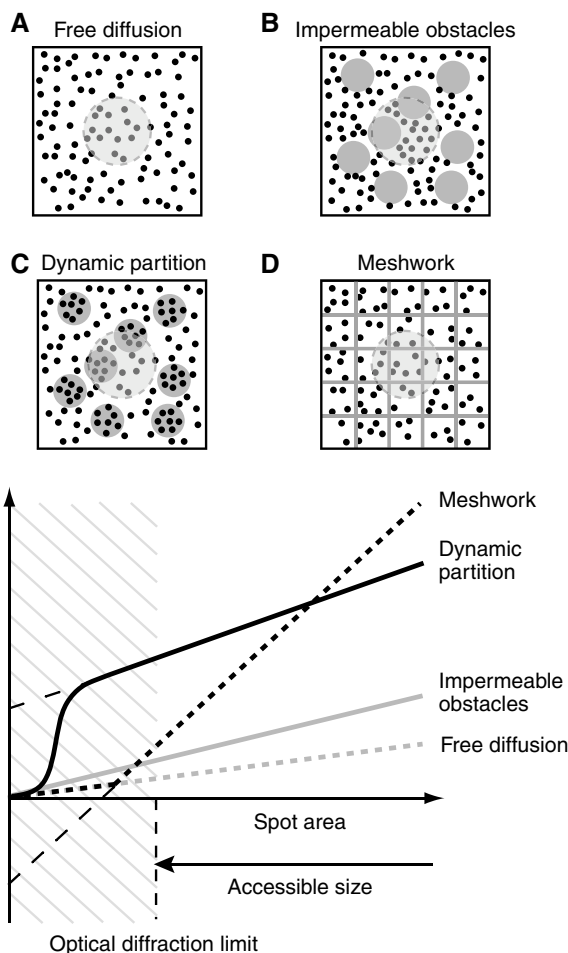 A Free diffusion
B Impermeable obstacles
C Dynamic partition
D Meshwork
Meshwork
Dynamic
partition
Impermeable
obstacles
Free diffusion
Spot area
Accessible size
Optical diffraction limit